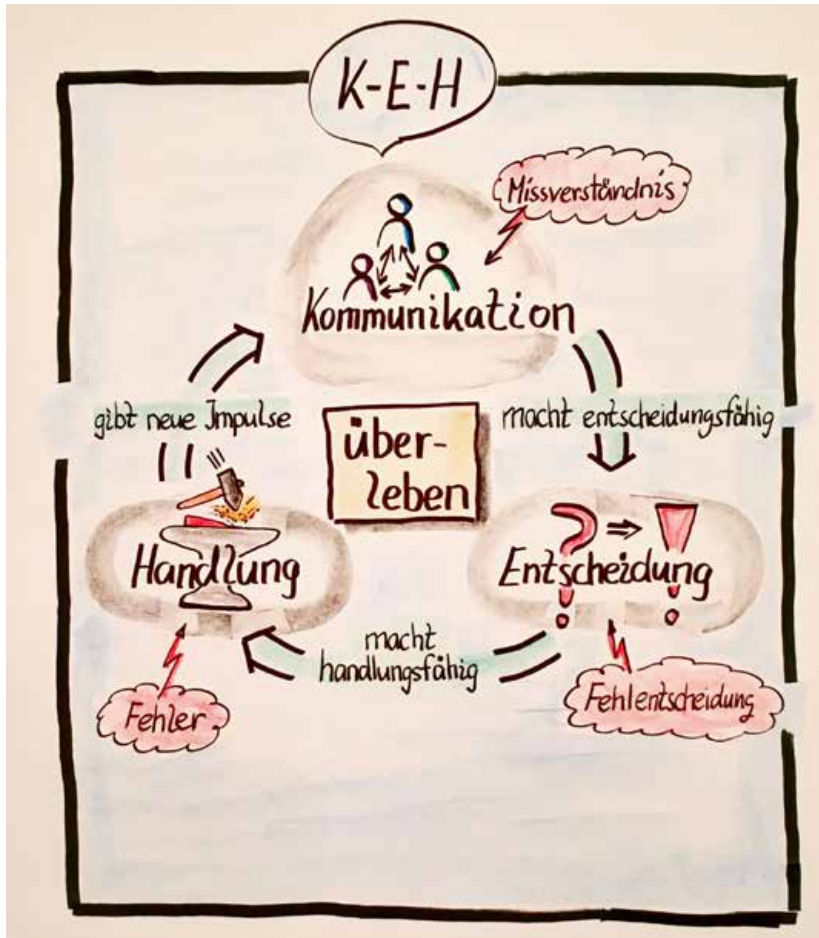 K-E-H
Missverständnis
Kommunikation
gibt neue Impulse
macht entscheidungsfähig
über-
leben
Handlung
Entscheidung
macht
handlungsfähig
Fehler
Fehlentscheidung